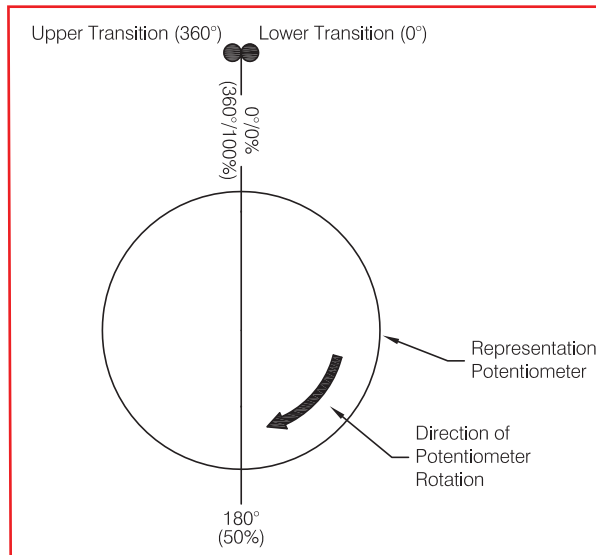 Upper Transition (360°)
Lower Transition (0°)
0°/0%
(360°/100%)
Representation
Potentiometer
Direction of
Potentiometer
Rotation
180°
(50%)